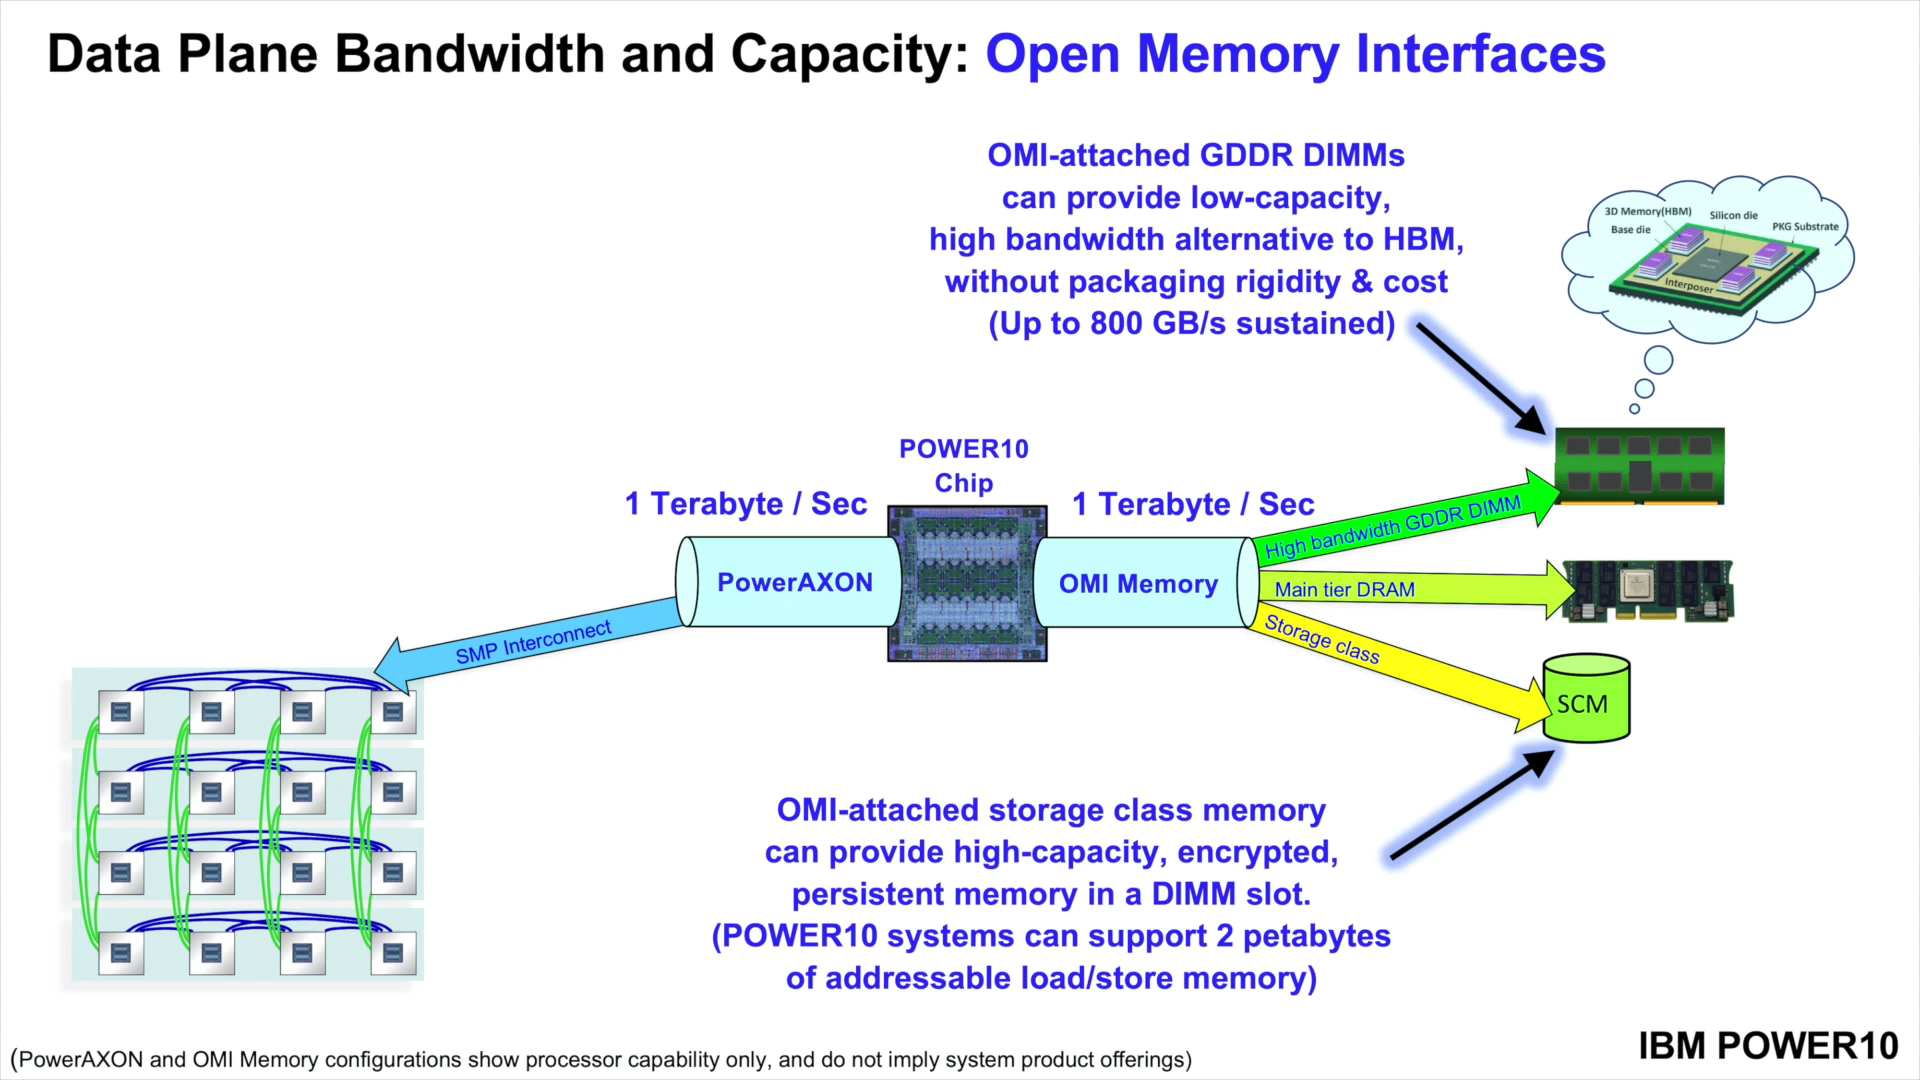 Data Plane Bandwidth and Capacity: Open Memory Interfaces
OMI-attached GDDR DIMMs
can provide low-capacity,
high bandwidth alternative to HBM,
without packaging rigidity & cost
(Up to 800 GB/s sustained)
3D Memory(HBM)
Silicon die
Base die
PKG Substrate
Interposer
POWER10
Chip
1 Terabyte / Sec
1 Terabyte / Sec
PowerAXON
OMI Memory
High bandwidth GDDR DIMM
Main tier DRAM
Storage class
SMP Interconnect
SCM
OMI-attached storage class memory
can provide high-capacity, encrypted,
persistent memory in a DIMM slot.
(POWER10 systems can support 2 petabytes
of addressable load/store memory)
(PowerAXON and OMI Memory configurations show processor capability only, and do not imply system product offerings)
IBM POWER10